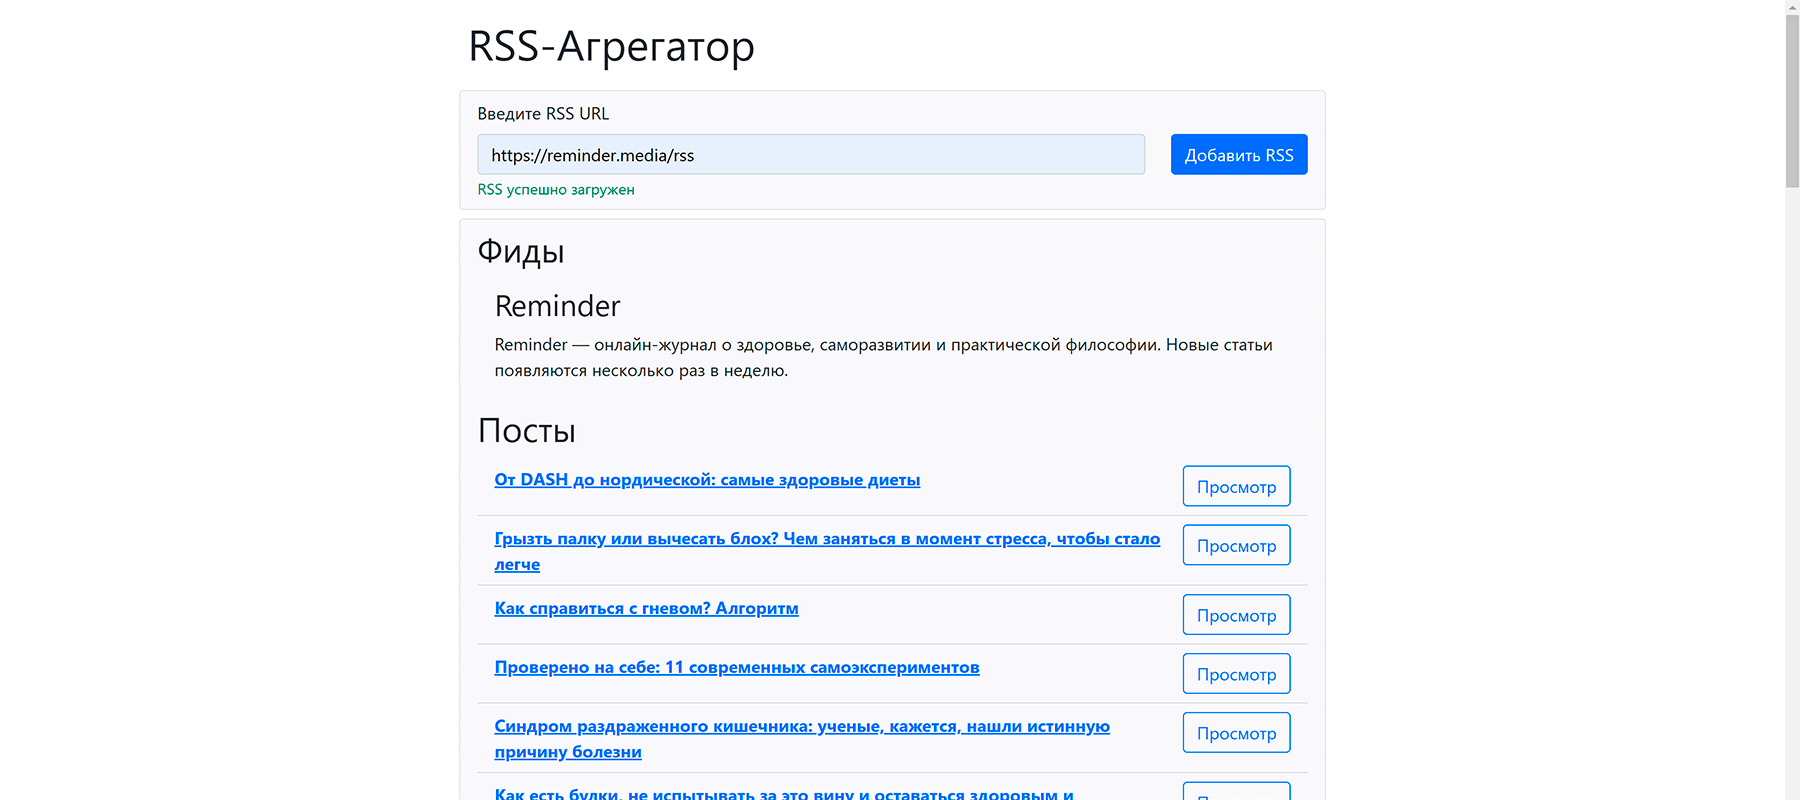 RSS-Агрегатор
Введите RSS URL
https://reminder.media/rss
Добавить RSS
RSS успешно загружен
Фиды
Reminder
Reminder — онлайн-журнал о здоровье, саморазвитии и практической философии. Новые статьи
появляются несколько раз в неделю.
Посты
От DASH до нордической: самые здоровые диеты
Просмотр
Грызть палку или вычесать блох? Чем заняться в момент стресса, чтобы стало
легче
Просмотр
Как справиться с гневом? Алгоритм
Просмотр
Проверено на себе: 11 современных самоэкспериментов
Просмотр
Синдром раздраженного кишечника: ученые, кажется, нашли истинную
причину болезни
Просмотр
Как есть булки, не испытывать за это вину и оставаться здоровым и